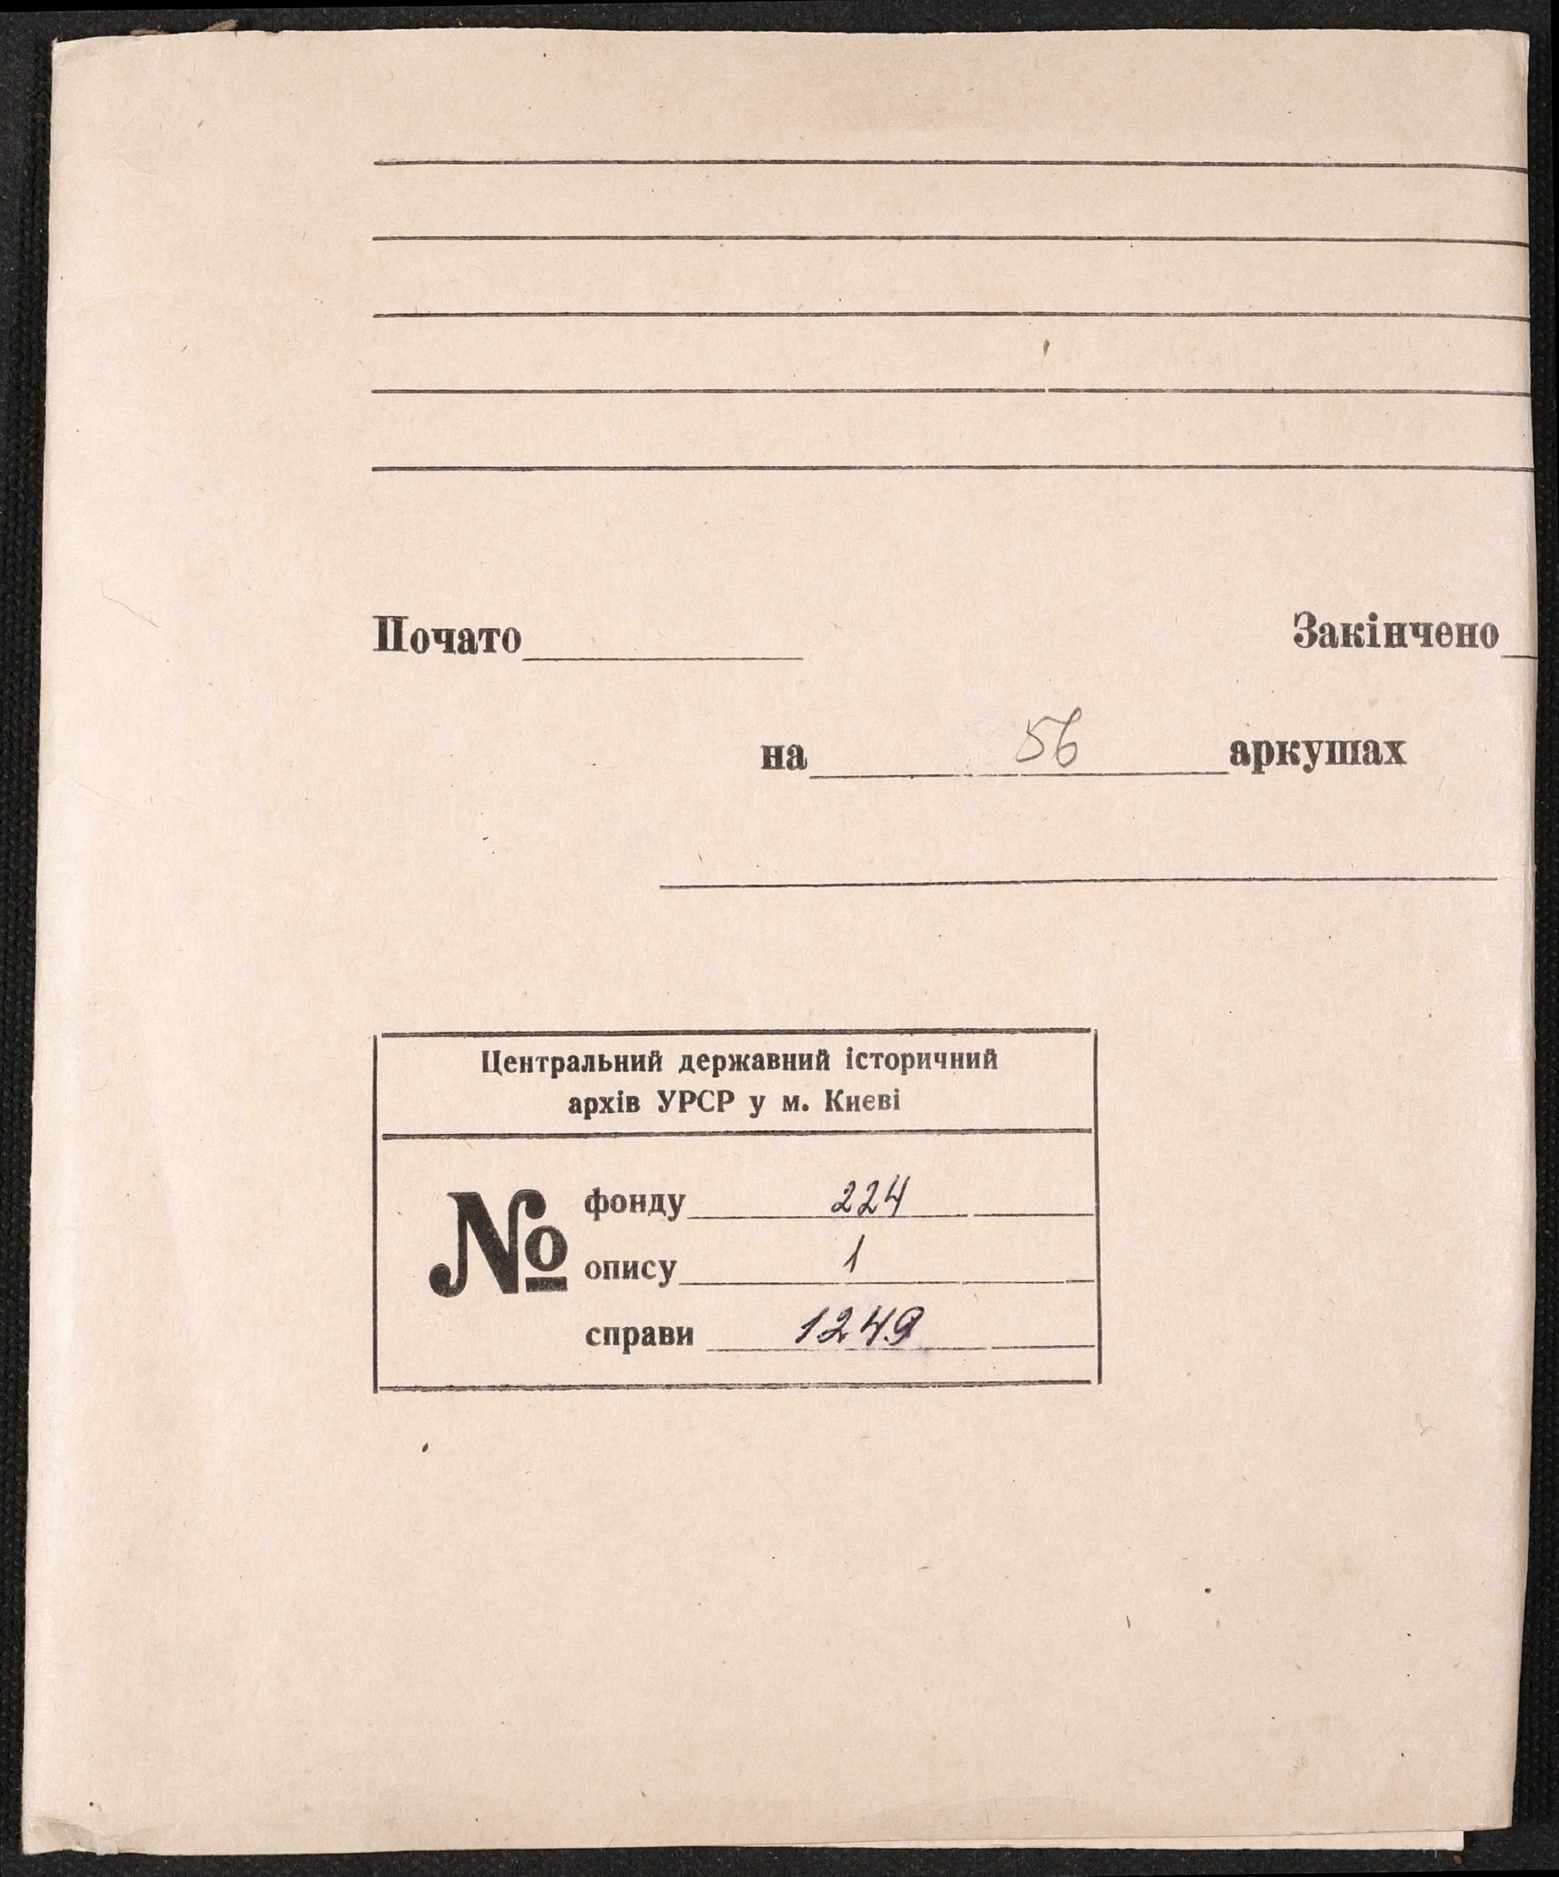 Почато Закінчено
на 56 аркушах
Центральний державний історичний
архів УРСР у м. Києві
№ фонду 224
опису 1
справи 1249